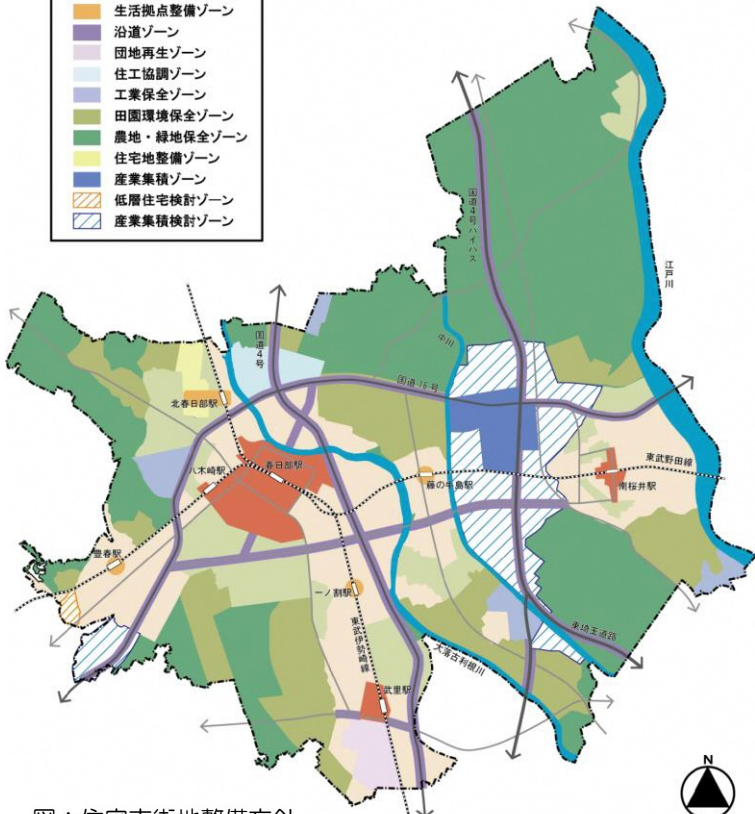 生活拠点整備ゾーン
沿道ゾーン
団地再生ゾーン
住工協調ゾーン
工業保全ゾーン
田園環境保全ゾーン
農地・緑地保全ゾーン
住宅地整備ゾーン
産業集積ゾーン
低層住宅検討ゾーン
産業集積検討ゾーン
国道4号バイパス
江戸川
中川
国道4号
国道16号
北春日部駅
東武野田線
八木崎駅
春日部駅
藤の牛島駅
南桜井駅
豊春駅
一ノ割駅
東武伊勢崎線
大落古利根川
東埼玉道路
武里駅
N